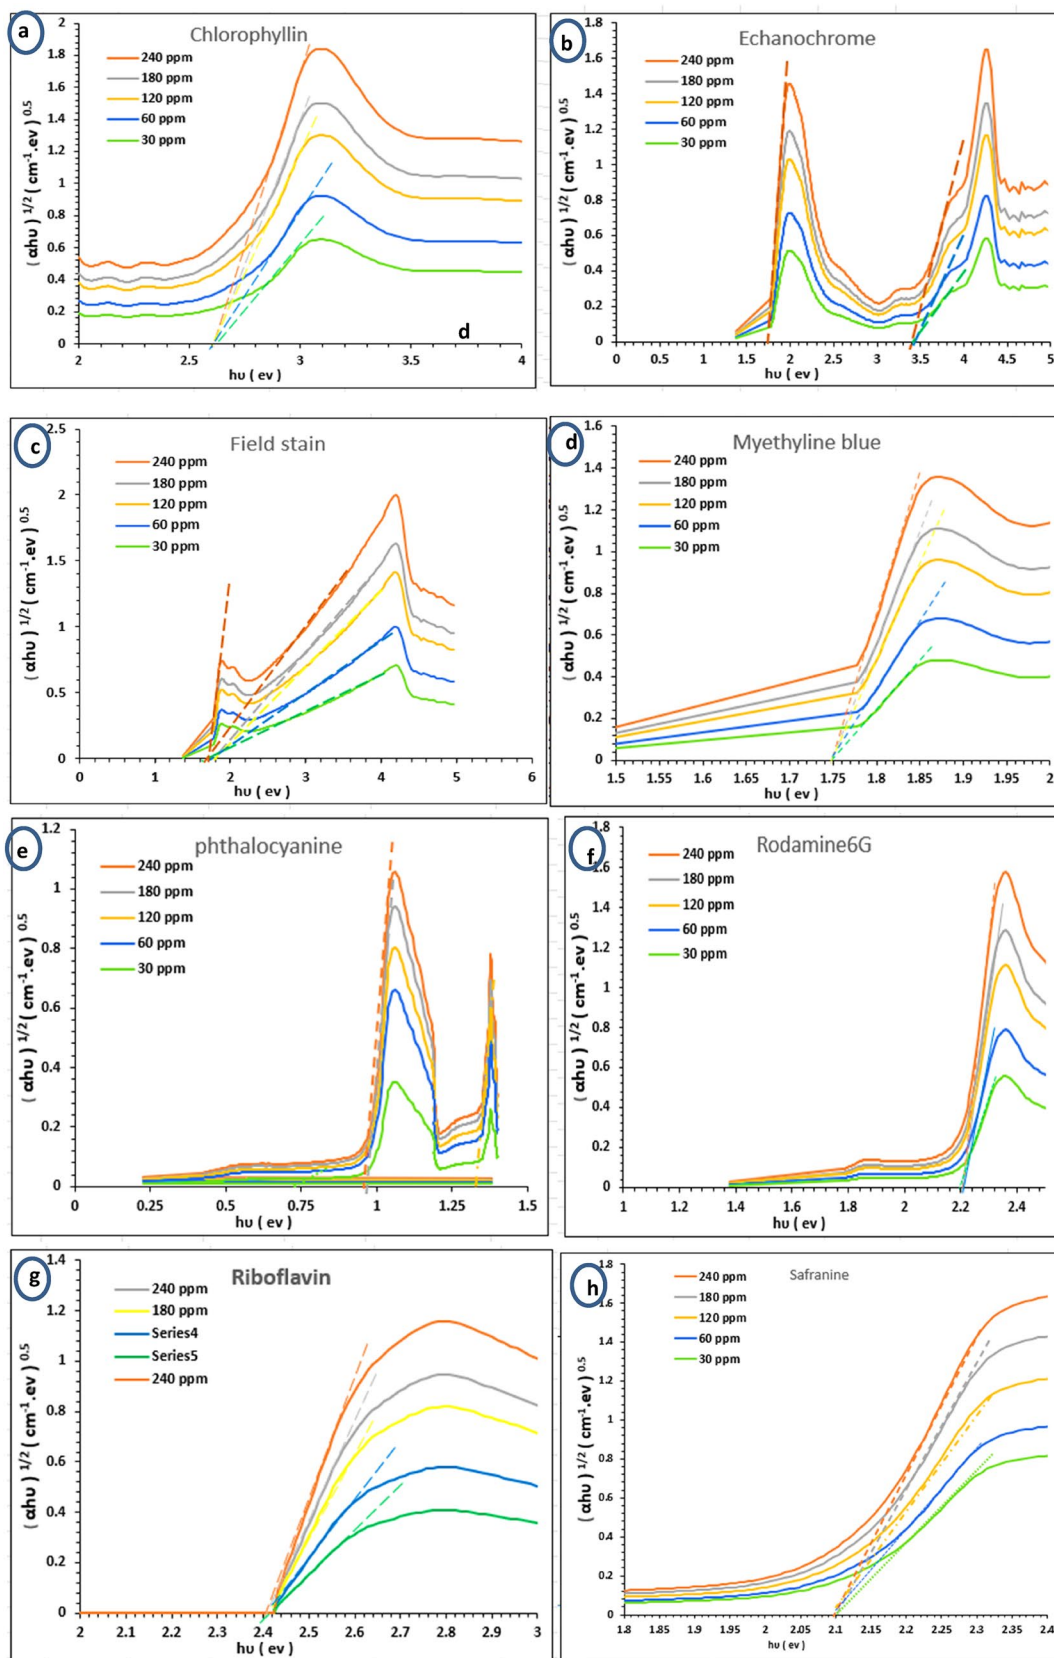 a
Chlorophyllin
240 ppm
180 ppm
120 ppm
60 ppm
30 ppm
( αhυ ) 1/2 ( cm-1.ev ) 0.5
2
1.8
1.6
1.4
1.2
1
0.8
0.6
0.4
0.2
0
d
2 2.5 3 3.5 4
hυ ( ev )
b
Echanochrome
240 ppm
180 ppm
120 ppm
60 ppm
30 ppm
( αhυ ) 1/2 ( cm-1.ev ) 0.5
1.8
1.6
1.4
1.2
1
0.8
0.6
0.4
0.2
0
0 0.5 1 1.5 2 2.5 3 3.5 4 4.5 5
hυ ( ev )
c
Field stain
240 ppm
180 ppm
120 ppm
60 ppm
30 ppm
( αhυ ) 1/2 ( cm-1.ev ) 0.5
2.5
2
1.5
1
0.5
0
0 1 2 3 4 5 6
hυ ( ev )
d
Myethyline blue
240 ppm
180 ppm
120 ppm
60 ppm
30 ppm
( αhυ ) 1/2 ( cm-1.ev ) 0.5
1.6
1.4
1.2
1
0.8
0.6
0.4
0.2
0
1.5 1.55 1.6 1.65 1.7 1.75 1.8 1.85 1.9 1.95 2
hυ ( ev )
e
phthalocyanine
240 ppm
180 ppm
120 ppm
60 ppm
30 ppm
( αhυ ) 1/2 ( cm-1.ev ) 0.5
1.2
1
0.8
0.6
0.4
0.2
0
0 0.25 0.5 0.75 1 1.25 1.5
hυ ( ev )
f
Rodamine6G
240 ppm
180 ppm
120 ppm
60 ppm
30 ppm
( αhυ ) 1/2 ( cm-1.ev ) 0.5
1.8
1.6
1.4
1.2
1
0.8
0.6
0.4
0.2
0
1 1.2 1.4 1.6 1.8 2 2.2 2.4
hυ ( ev )
g
Riboflavin
240 ppm
180 ppm
Series4
Series5
240 ppm
( αhυ ) 1/2 ( cm-1.ev ) 0.5
1.4
1.2
1
0.8
0.6
0.4
0.2
0
2 2.1 2.2 2.3 2.4 2.5 2.6 2.7 2.8 2.9 3
hυ ( ev )
h
Safranine
240 ppm
180 ppm
120 ppm
60 ppm
30 ppm
( αhυ ) 1/2 ( cm-1.ev ) 0.5
1.8
1.6
1.4
1.2
1
0.8
0.6
0.4
0.2
0
1.8 1.85 1.9 1.95 2 2.05 2.1 2.15 2.2 2.25 2.3 2.35 2.4
hυ ( ev )